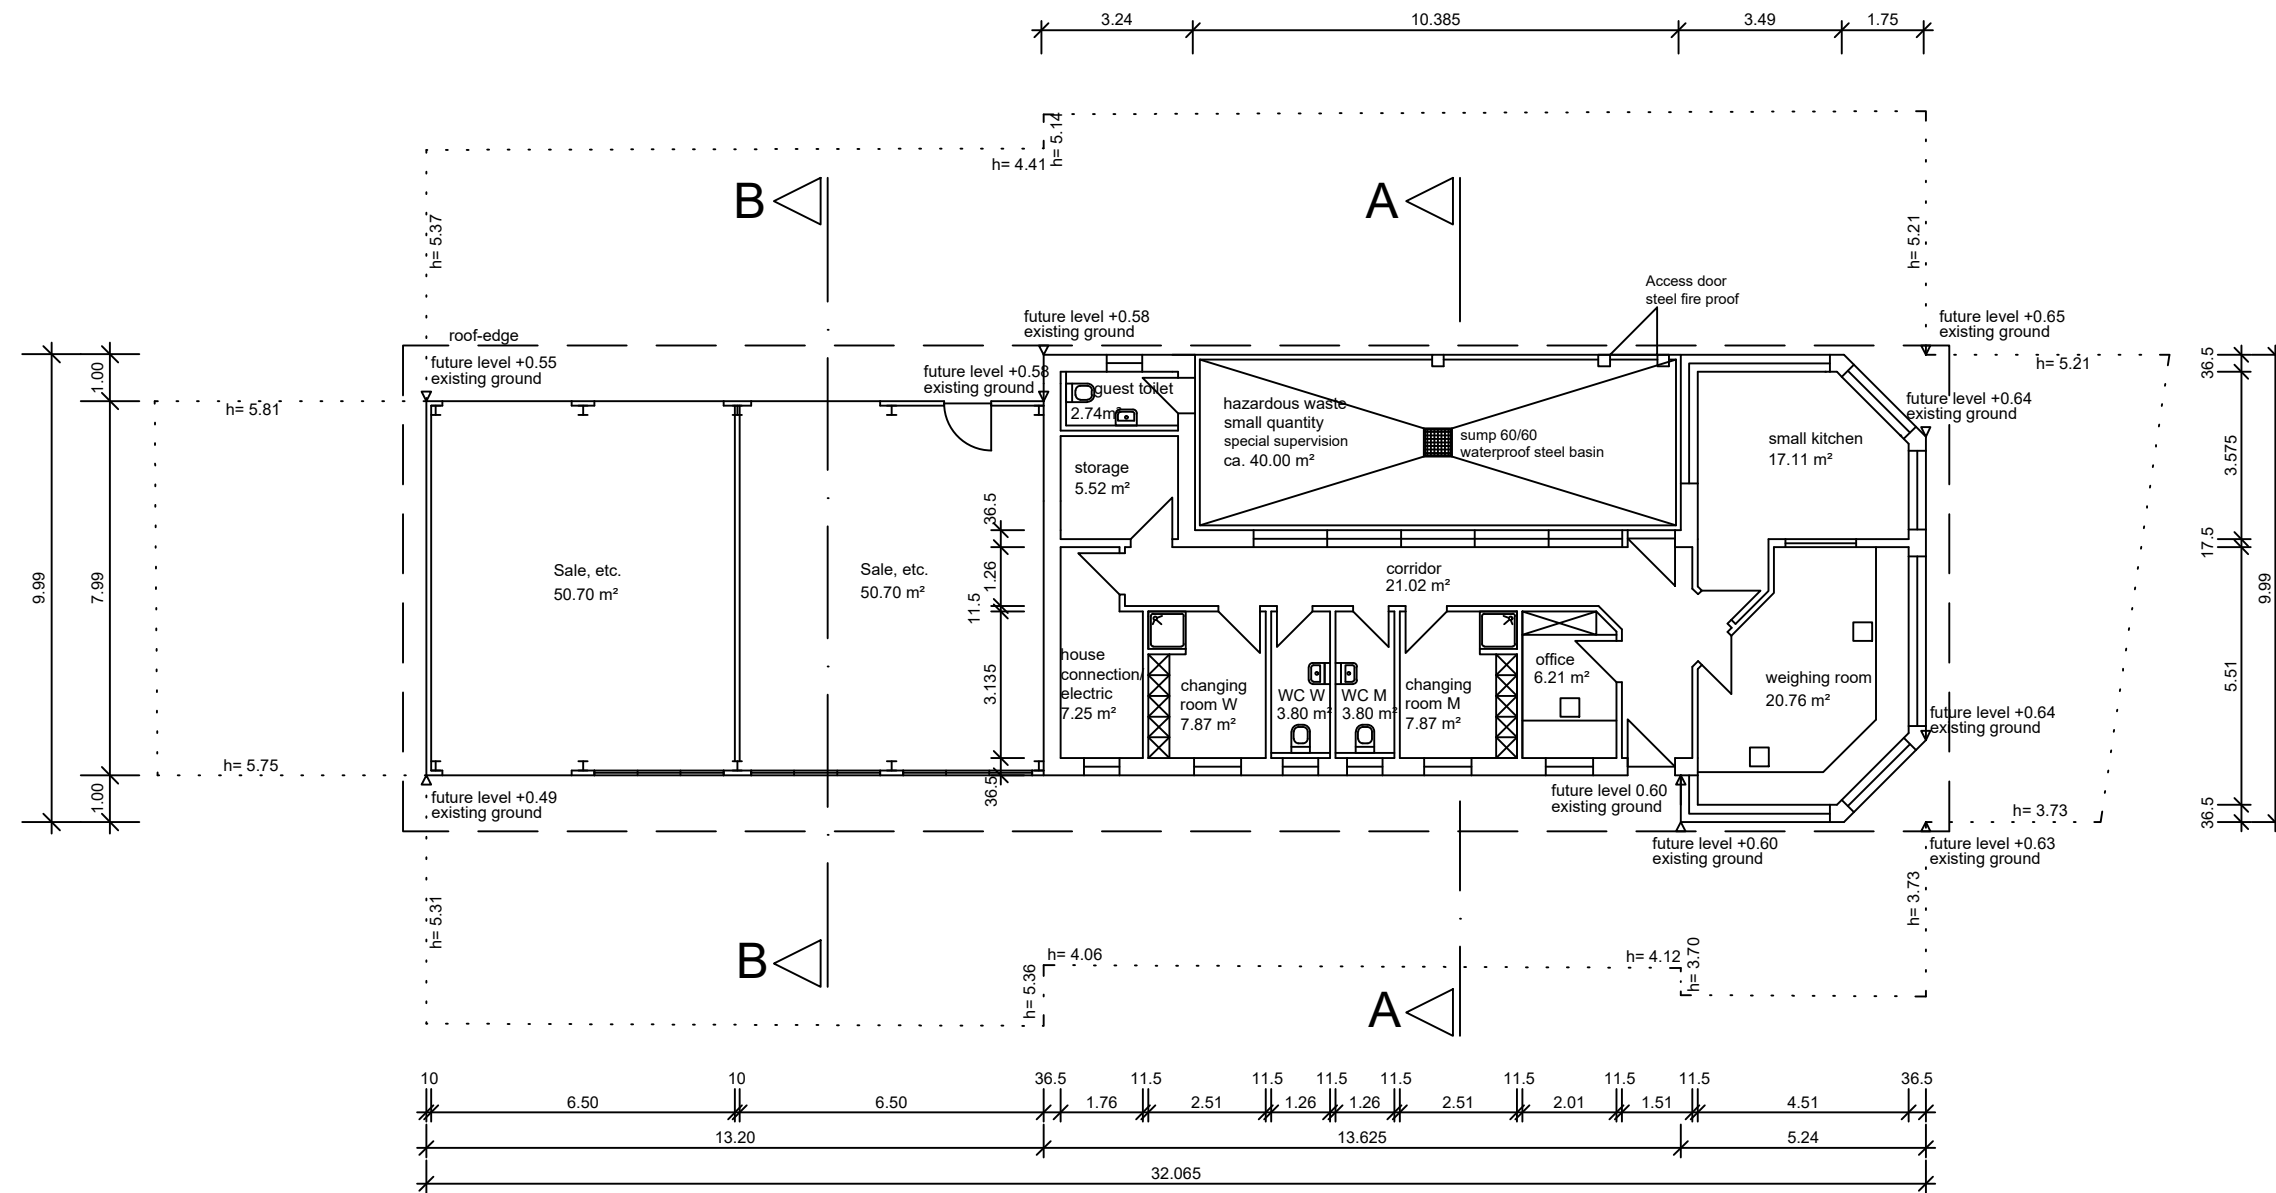 3.24
10.385
3.49
1.75
h= 5.14
h= 4.41
B
A
h= 5.37
h= 5.21
Access door
steel fire proof
future level +0.58
existing ground
future level +0.65
existing ground
roof-edge
future level +0.55
existing ground
future level +0.58
existing ground
h= 5.21
36.5
1.00
guest toilet
2.74m²
hazardous waste
small quantity
special supervision
ca. 40.00 m²
sump 60/60
waterproof steel basin
future level +0.64
existing ground
h= 5.81
small kitchen
17.11 m²
3.575
storage
5.52 m²
36.5
17.5
9.99
7.99
Sale, etc.
50.70 m²
Sale, etc.
50.70 m²
1.26
11.5
corridor
21.02 m²
9.99
3.135
house
connection/
electric
7.25 m²
changing
room W
7.87 m²
WC W
3.80 m²
WC M
3.80 m²
changing
room M
7.87 m²
office
6.21 m²
weighing room
20.76 m²
5.51
future level +0.64
existing ground
h= 5.75
1.00
36.5
future level +0.49
existing ground
future level 0.60
existing ground
h= 3.73
36.5
future level +0.60
existing ground
future level +0.63
existing ground
h= 5.31
h= 3.73
B
h= 4.06
h= 5.36
h= 4.12
h= 3.70
A
10
10
36.5
11.5
11.5
11.5
11.5
11.5
11.5
11.5
36.5
6.50
6.50
1.76
2.51
1.26
1.26
2.51
2.01
1.51
4.51
13.20
13.625
5.24
32.065